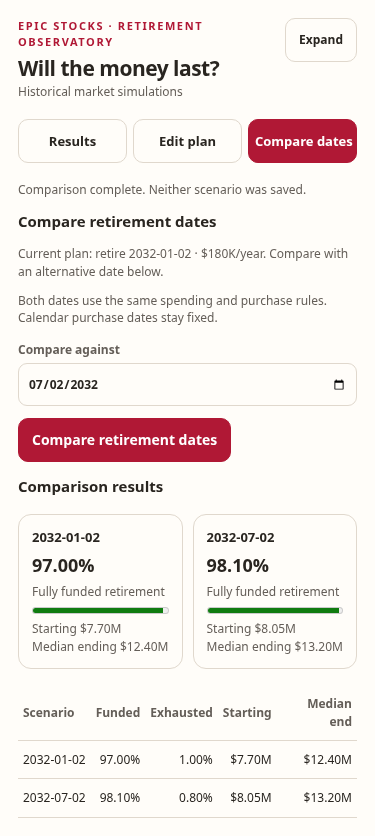 EPIC STOCKS · RETIREMENT
OBSERVATORY
Expand
Will the money last?
Historical market simulations
Results
Edit plan
Compare dates
Comparison complete. Neither scenario was saved.
Compare retirement dates
Current plan: retire 2032-01-02 · $180K/year. Compare with
an alternative date below.
Both dates use the same spending and purchase rules.
Calendar purchase dates stay fixed.
Compare against
07/02/2032
Compare retirement dates
Comparison results
2032-01-02
97.00%
Fully funded retirement
Starting $7.70M
Median ending $12.40M
2032-07-02
98.10%
Fully funded retirement
Starting $8.05M
Median ending $13.20M
Scenario Funded Exhausted Starting Median end
2032-01-02 97.00% 1.00% $7.70M $12.40M
2032-07-02 98.10% 0.80% $8.05M $13.20M